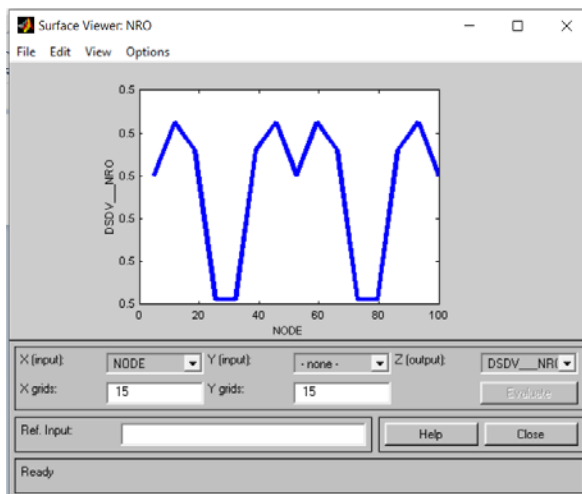 Surface Viewer: NRO
File Edit View Options
0.5
0.5
0.5
0.5
0.5
0.5
DSDV___NRO
0 20 40 60 80 100
NODE
X (input): NODE Y (input): - none - Z (output): DSDV___NR(
X grids: 15 Y grids: 15 Evaluate
Ref. Input: Help Close
Ready